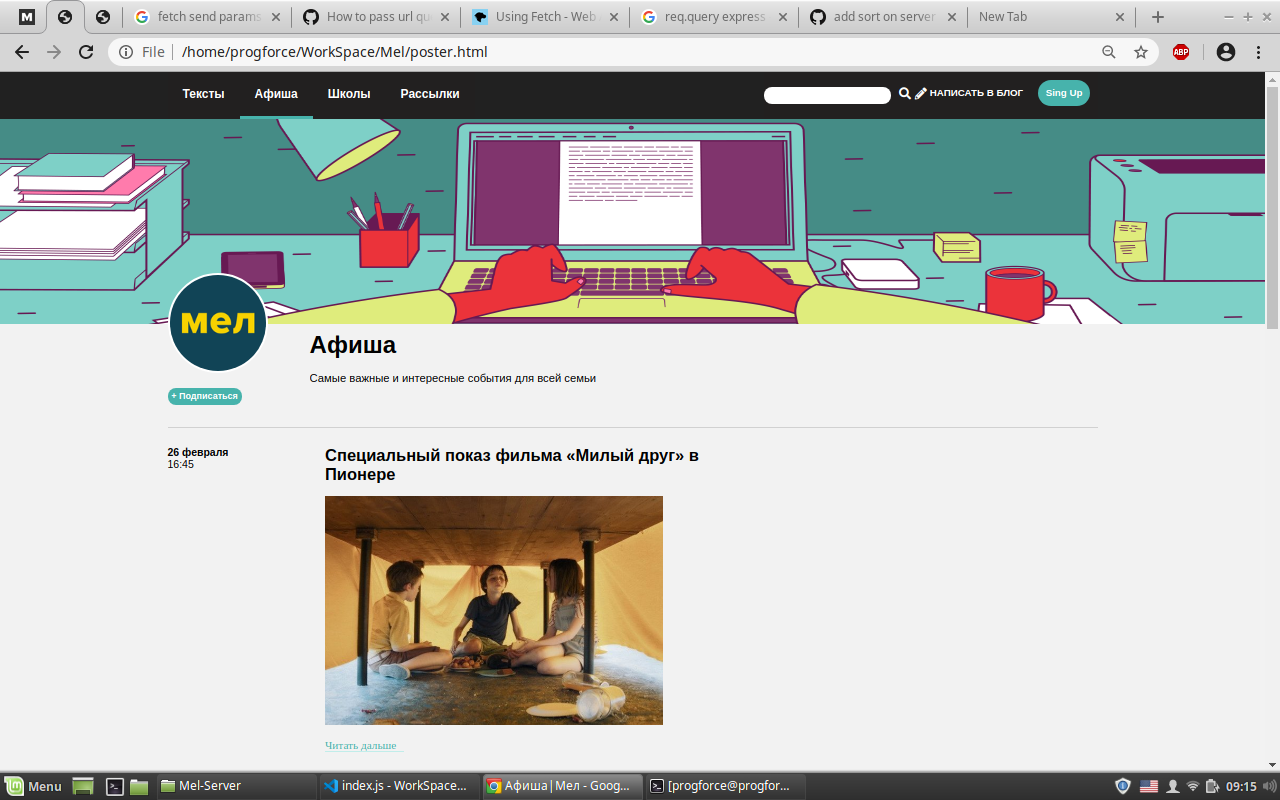 fetch send params
How to pass url qu
Using Fetch - Web
req.query express
add sort on server
New Tab
File /home/progforce/WorkSpace/Mel/poster.html
ABP
Тексты Афиша Школы Рассылки НАПИСАТЬ В БЛОГ Sing Up
мел
Афиша
Самые важные и интересные события для всей семьи
+ Подписаться
26 февраля
16:45
Специальный показ фильма «Милый друг» в
Пионере
Читать дальше
Menu Mel-Server index.js - WorkSpace... Афиша|Мел - Goog... [progforce@progfor... 09:15